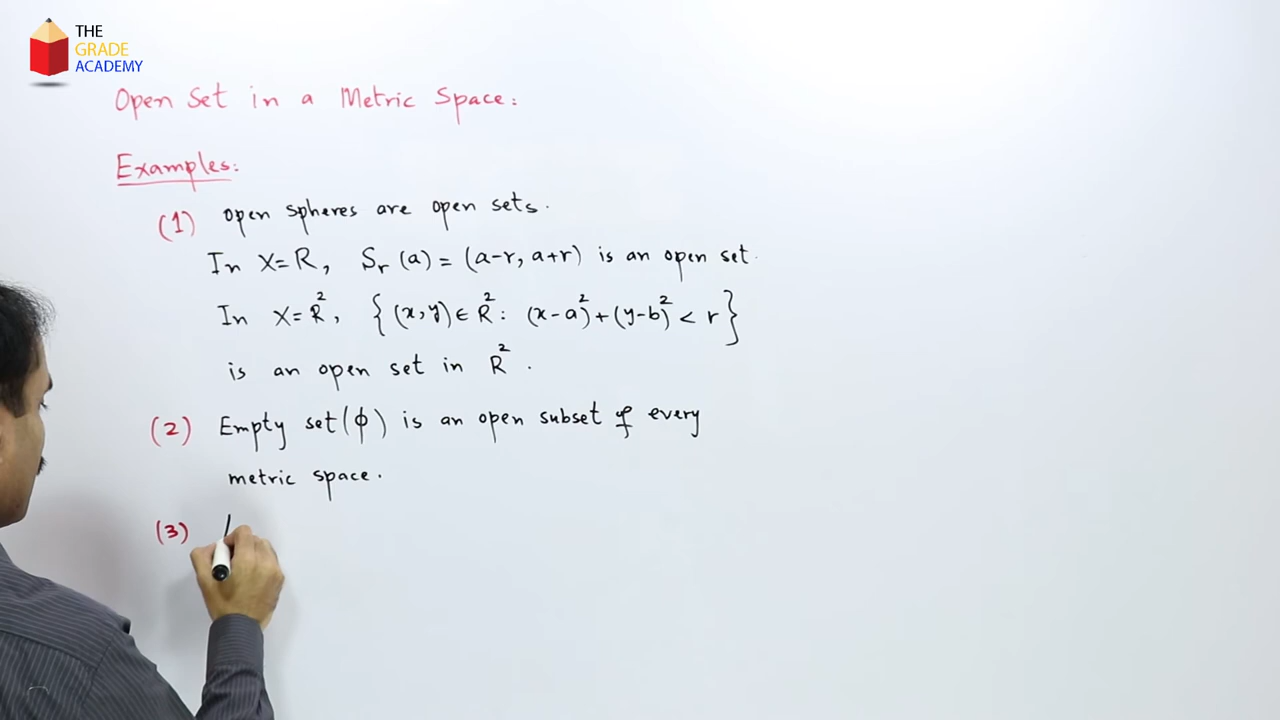 THE
GRADE
ACADEMY
Open Set in a Metric Space:
Examples:
(1) Open spheres are open sets.
In X=R, Sr(a) = (a-r, a+r) is an open set.
In X=R², {(x,y)∈R²: (x-a)²+(y-b)² < r}
is an open set in R².
(2) Empty set(ϕ) is an open subset of every
metric space.
(3)